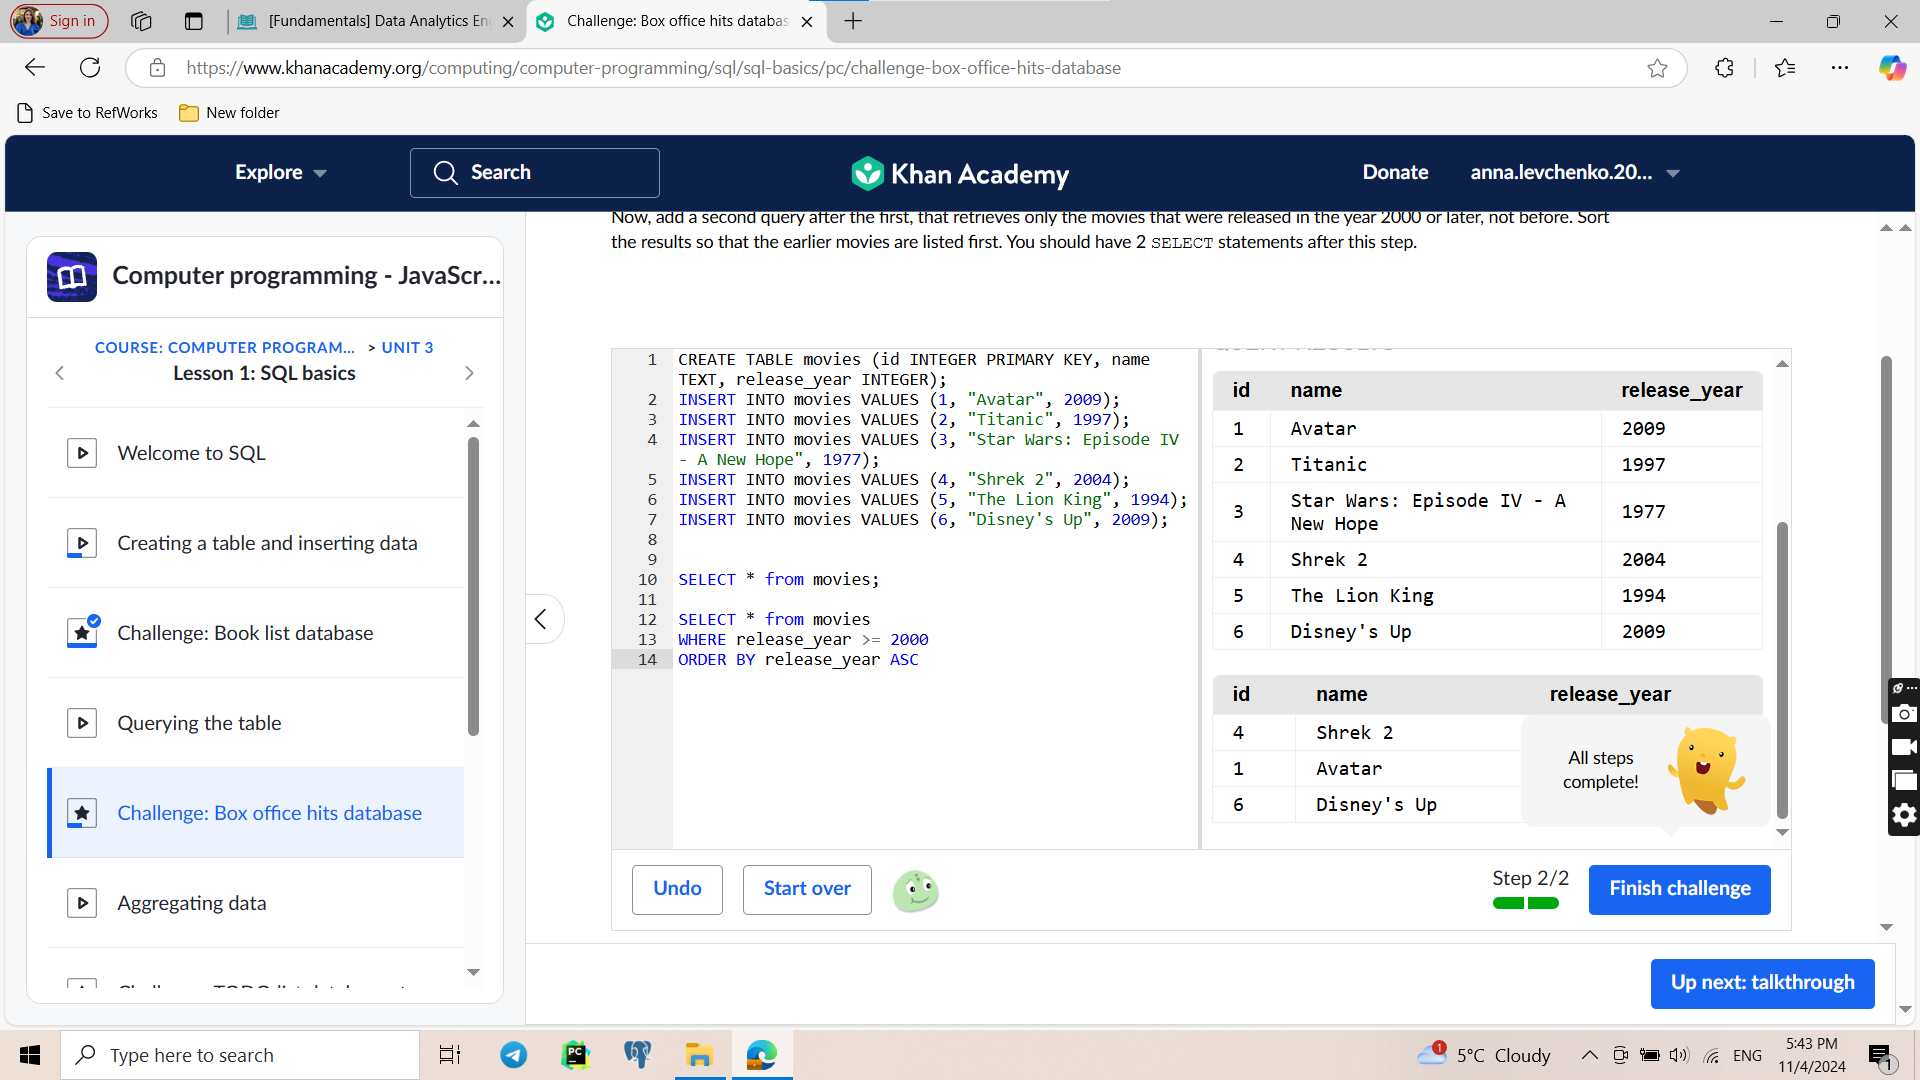 Sign in
[Fundamentals] Data Analytics En
Challenge: Box office hits databas
https://www.khanacademy.org/computing/computer-programming/sql/sql-basics/pc/challenge-box-office-hits-database
Save to RefWorks
New folder
Explore
Search
Khan Academy
Donate
anna.levchenko.20...
Computer programming - JavaScr...
COURSE: COMPUTER PROGRAM... > UNIT 3
Lesson 1: SQL basics
Welcome to SQL
Creating a table and inserting data
Challenge: Book list database
Querying the table
Challenge: Box office hits database
Aggregating data
Now, add a second query after the first, that retrieves only the movies that were released in the year 2000 or later, not before. Sort
the results so that the earlier movies are listed first. You should have 2 SELECT statements after this step.
1 CREATE TABLE movies (id INTEGER PRIMARY KEY, name
TEXT, release_year INTEGER);
2 INSERT INTO movies VALUES (1, "Avatar", 2009);
3 INSERT INTO movies VALUES (2, "Titanic", 1997);
4 INSERT INTO movies VALUES (3, "Star Wars: Episode IV
- A New Hope", 1977);
5 INSERT INTO movies VALUES (4, "Shrek 2", 2004);
6 INSERT INTO movies VALUES (5, "The Lion King", 1994);
7 INSERT INTO movies VALUES (6, "Disney's Up", 2009);
8
9
10 SELECT * from movies;
11
12 SELECT * from movies
13 WHERE release_year >= 2000
14 ORDER BY release_year ASC
id name release_year
1 Avatar 2009
2 Titanic 1997
3 Star Wars: Episode IV - A
New Hope 1977
4 Shrek 2 2004
5 The Lion King 1994
6 Disney's Up 2009
id name release_year
4 Shrek 2
1 Avatar
6 Disney's Up
All steps
complete!
Undo
Start over
Step 2/2
Finish challenge
Up next: talkthrough
Type here to search
PC
1
5°C Cloudy
ENG
5:43 PM
11/4/2024
1